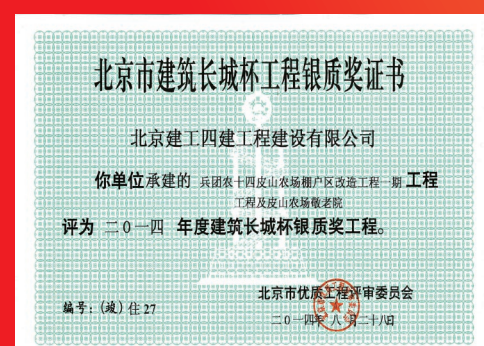 北京市建筑长城杯工程银质奖证书
北京建工四建工程建设有限公司
你单位承建的 兵团农十四皮山农场棚户区改造工程一期 工程
工程及皮山农场敬老院
评为 二〇一四 年度建筑长城杯银质奖工程。
北京市优质工程评审委员会
编号：(竣) 住 27
二〇一四年八月二十八日